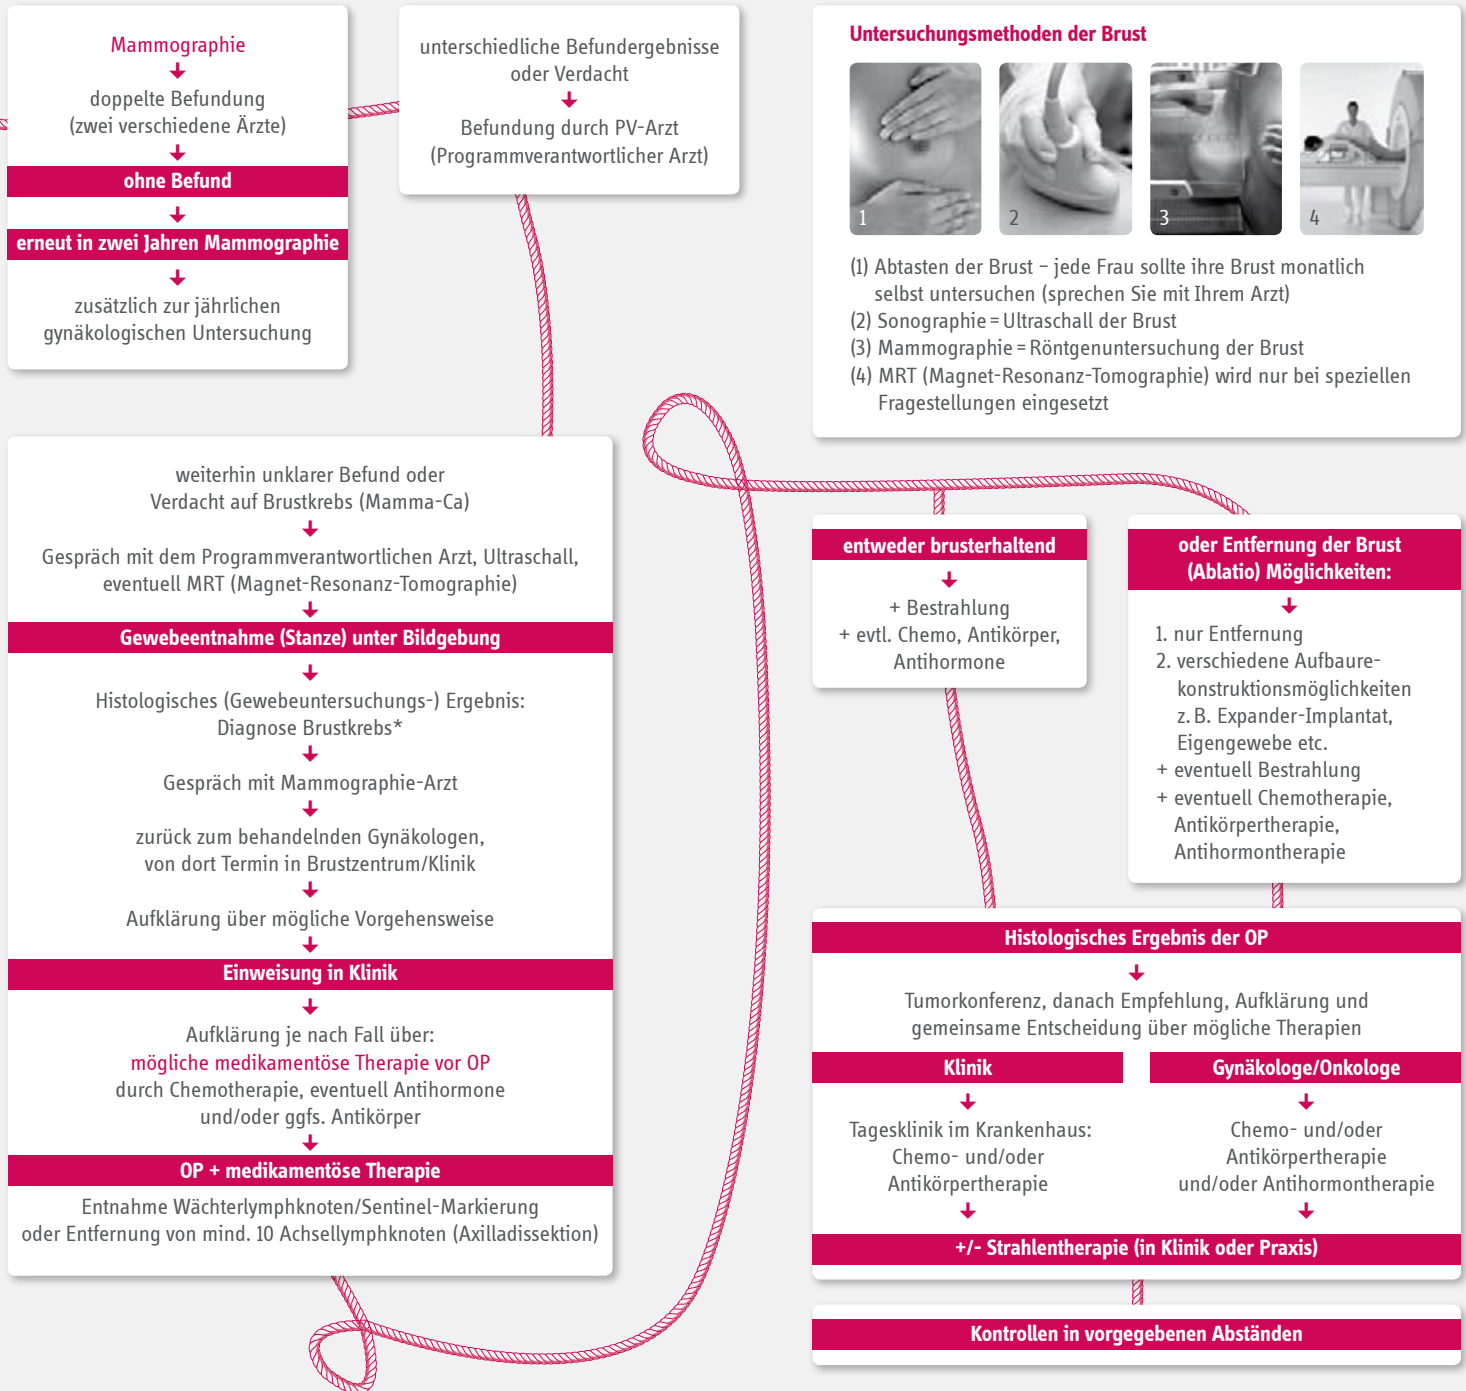 Mammographie
doppelte Befundung
(zwei verschiedene Ärzte)
ohne Befund
erneut in zwei Jahren Mammographie
zusätzlich zur jährlichen
gynäkologischen Untersuchung
unterschiedliche Befundergebnisse
oder Verdacht
Befundung durch PV-Arzt
(Programmverantwortlicher Arzt)
Untersuchungsmethoden der Brust
1
2
3
4
(1) Abtasten der Brust – jede Frau sollte ihre Brust monatlich
selbst untersuchen (sprechen Sie mit Ihrem Arzt)
(2) Sonographie = Ultraschall der Brust
(3) Mammographie = Röntgenuntersuchung der Brust
(4) MRT (Magnet-Resonanz-Tomographie) wird nur bei speziellen
Fragestellungen eingesetzt
weiterhin unklarer Befund oder
Verdacht auf Brustkrebs (Mamma-Ca)
Gespräch mit dem Programmverantwortlichen Arzt, Ultraschall,
eventuell MRT (Magnet-Resonanz-Tomographie)
Gewebeentnahme (Stanze) unter Bildgebung
Histologisches (Gewebeuntersuchungs-) Ergebnis:
Diagnose Brustkrebs*
Gespräch mit Mammographie-Arzt
zurück zum behandelnden Gynäkologen,
von dort Termin in Brustzentrum/Klinik
Aufklärung über mögliche Vorgehensweise
Einweisung in Klinik
Aufklärung je nach Fall über:
mögliche medikamentöse Therapie vor OP
durch Chemotherapie, eventuell Antihormone
und/oder ggfs. Antikörper
OP + medikamentöse Therapie
Entnahme Wächterlymphknoten/Sentinel-Markierung
oder Entfernung von mind. 10 Achsellymphknoten (Axilladissektion)
entweder brusterhaltend
+ Bestrahlung
+ evtl. Chemo, Antikörper,
Antihormone
oder Entfernung der Brust
(Ablatio) Möglichkeiten:
1. nur Entfernung
2. verschiedene Aufbaure-
konstruktionsmöglichkeiten
z. B. Expander-Implantat,
Eigengewebe etc.
+ eventuell Bestrahlung
+ eventuell Chemotherapie,
Antikörpertherapie,
Antihormontherapie
Histologisches Ergebnis der OP
Tumorkonferenz, danach Empfehlung, Aufklärung und
gemeinsame Entscheidung über mögliche Therapien
Klinik
Tagesklinik im Krankenhaus:
Chemo- und/oder
Antikörpertherapie
Gynäkologe/Onkologe
Chemo- und/oder
Antikörpertherapie
und/oder Antihormontherapie
+/- Strahlentherapie (in Klinik oder Praxis)
Kontrollen in vorgegebenen Abständen